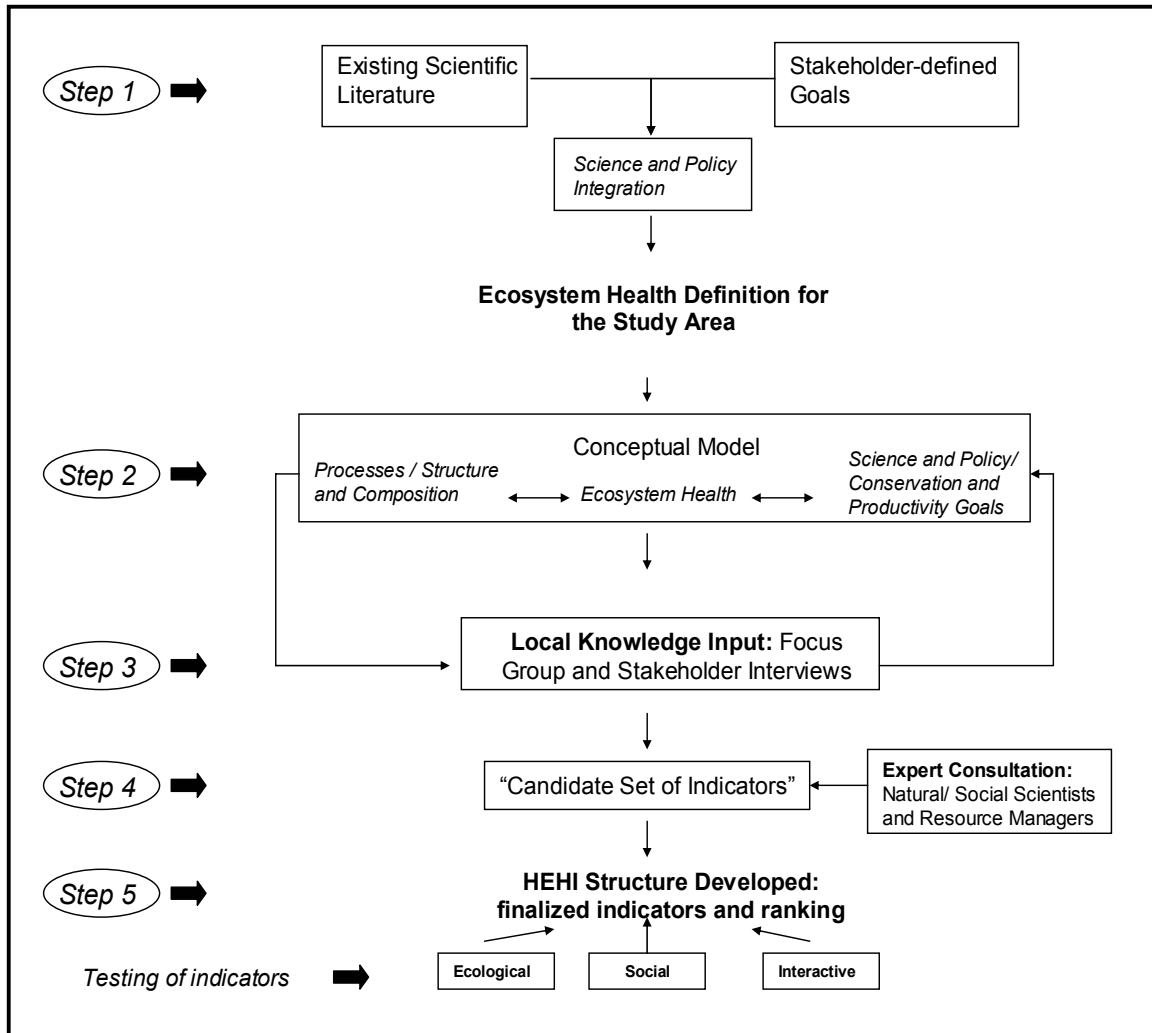 Step 1
Existing Scientific
Literature
Stakeholder-defined
Goals
Science and Policy
Integration
Ecosystem Health Definition for
the Study Area
Step 2
Conceptual Model
Processes / Structure
and Composition
Ecosystem Health
Science and Policy/
Conservation and
Productivity Goals
Step 3
Local Knowledge Input: Focus
Group and Stakeholder Interviews
Step 4
“Candidate Set of Indicators”
Expert Consultation:
Natural/ Social Scientists
and Resource Managers
Step 5
HEHI Structure Developed:
finalized indicators and ranking
Testing of indicators
Ecological
Social
Interactive